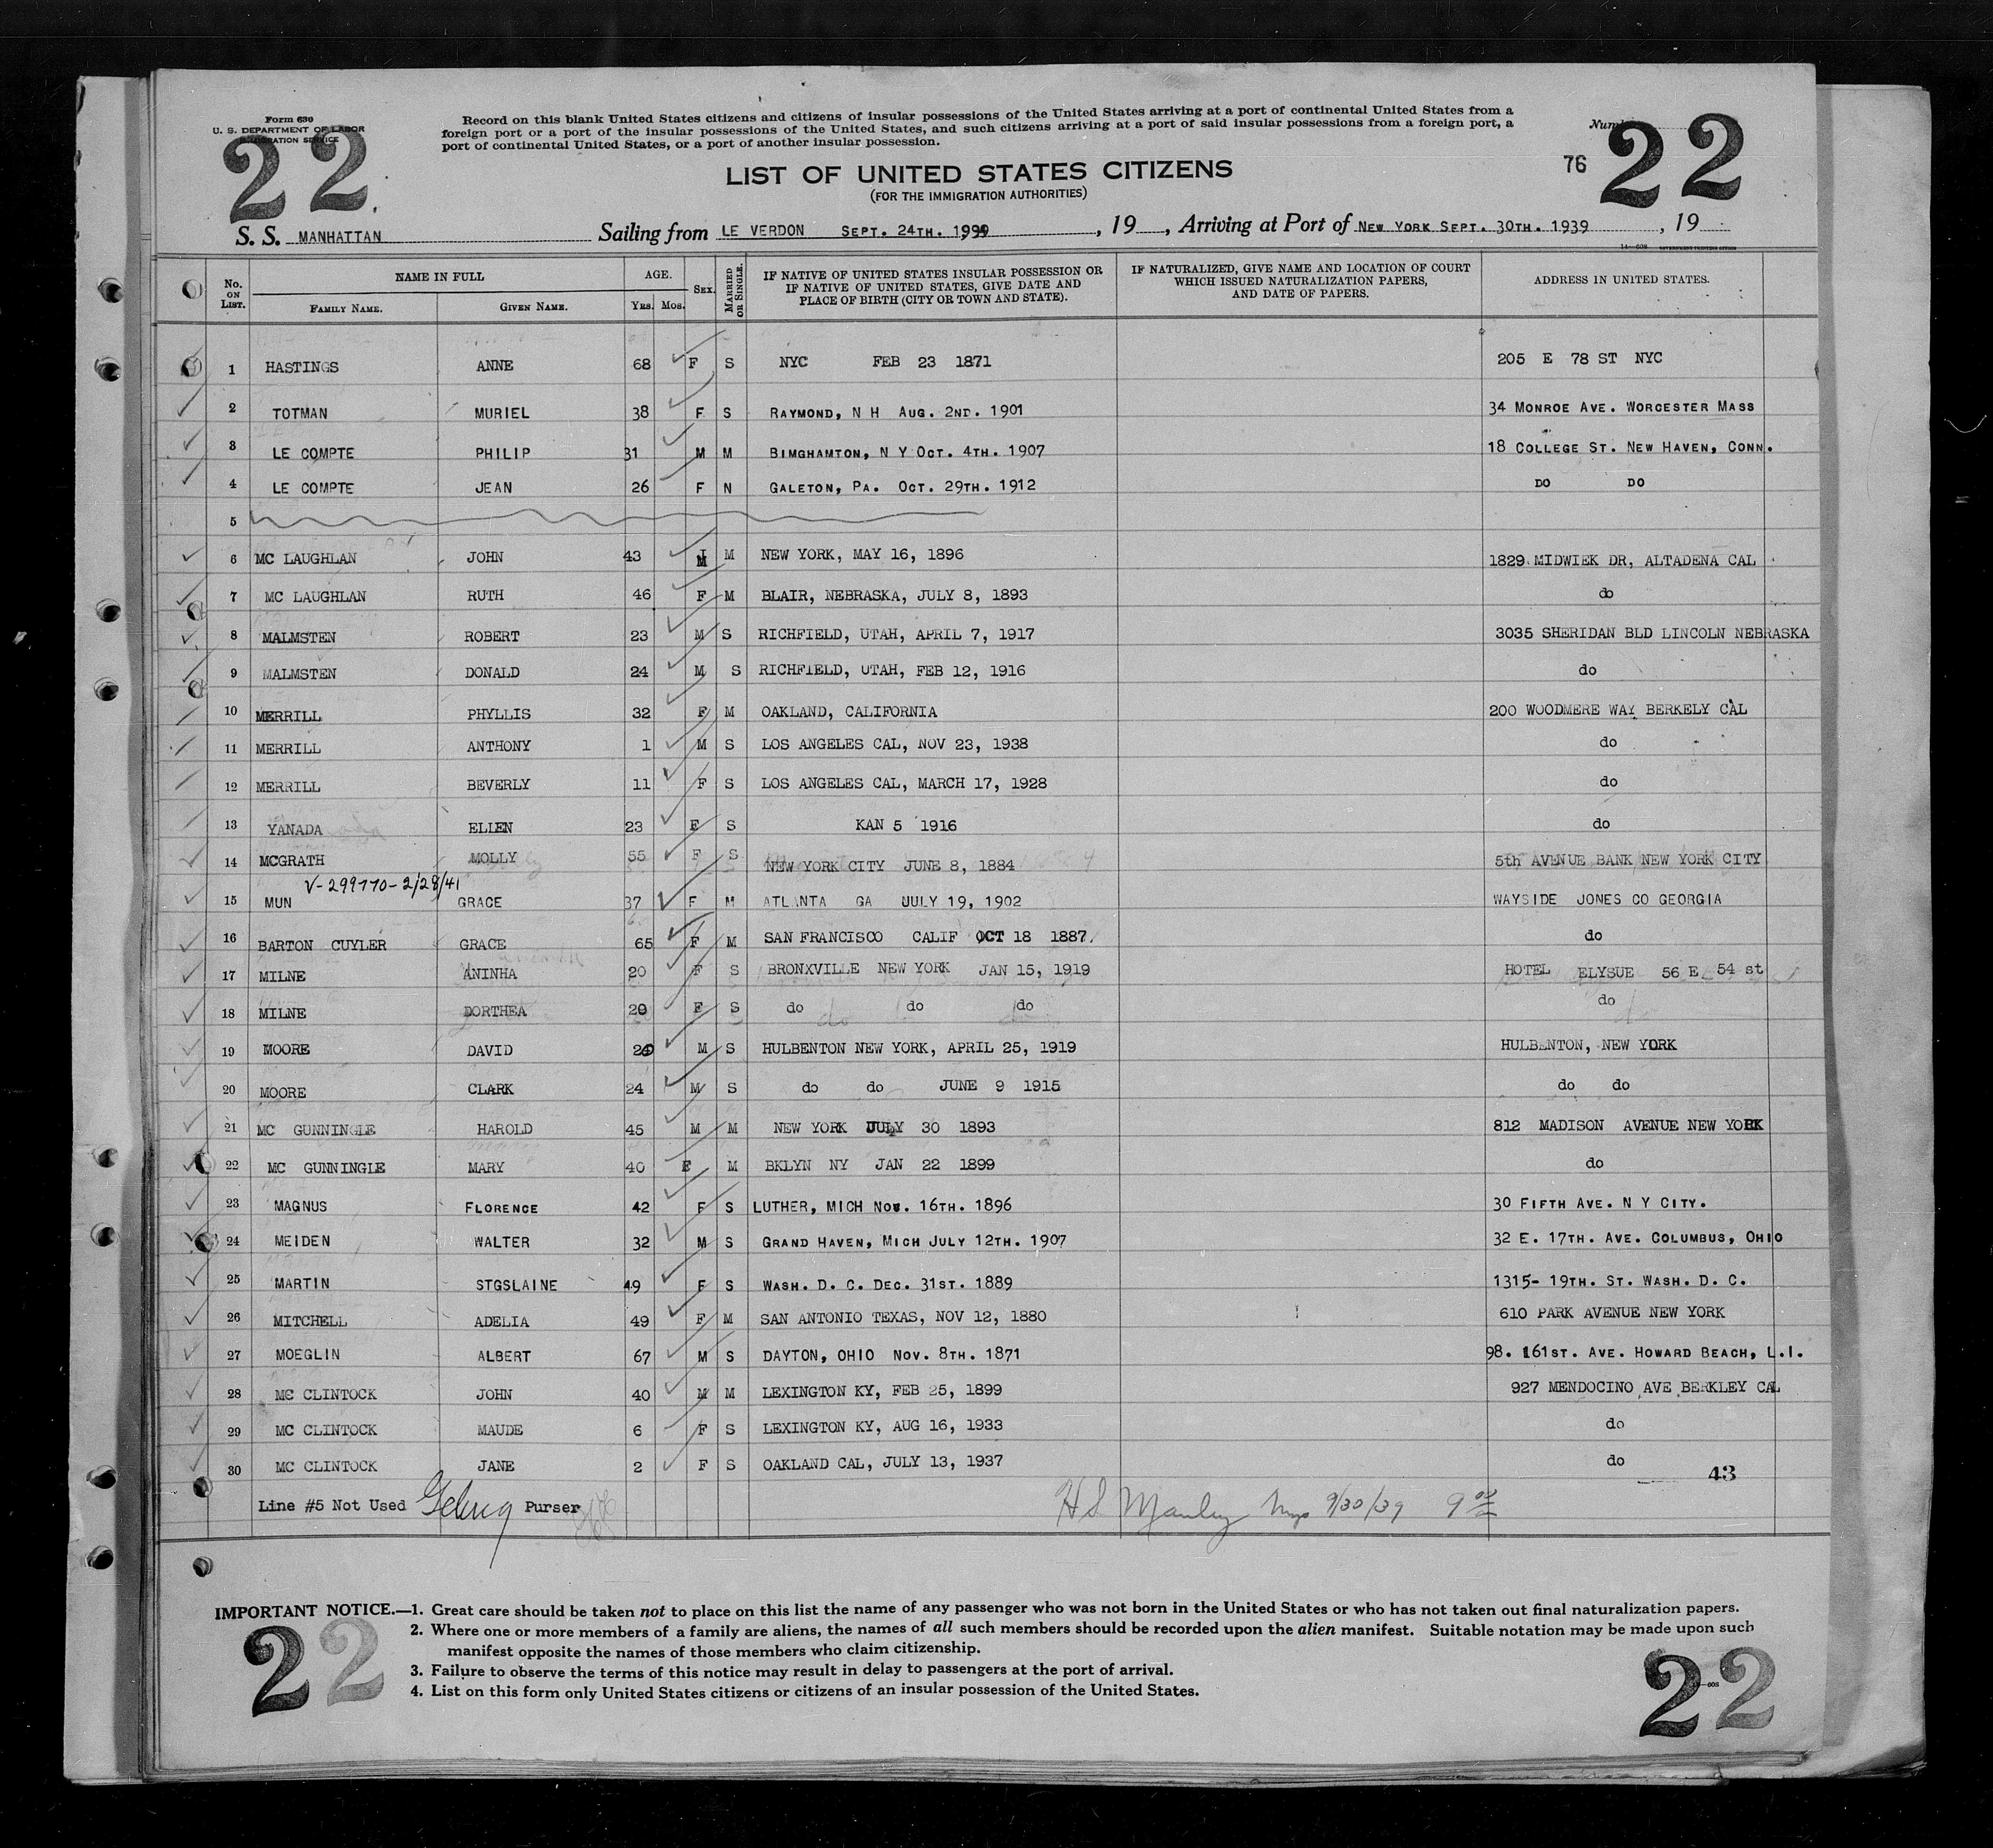 Form 630
U. S. DEPARTMENT OF LABOR
IMMIGRATION SERVICE
22
Record on this blank United States citizens and citizens of insular possessions of the United States arriving at a port of continental United States from a
foreign port or a port of the insular possessions of the United States, and such citizens arriving at a port of said insular possessions from a foreign port, a
port of continental United States, or a port of another insular possession.
22
76
LIST OF UNITED STATES CITIZENS
(FOR THE IMMIGRATION AUTHORITIES)
S. S. MANHATTAN Sailing from LE VERDON SEPT. 24TH. 1939 , 19 , Arriving at Port of NEW YORK SEPT. 30TH. 1939 , 19
No. ON LIST. NAME IN FULL FAMILY NAME. GIVEN NAME. AGE. YRS. MOS. SEX. MARRIED OR SINGLE. IF NATIVE OF UNITED STATES INSULAR POSSESSION OR IF NATIVE OF UNITED STATES, GIVE DATE AND PLACE OF BIRTH (CITY OR TOWN AND STATE). IF NATURALIZED, GIVE NAME AND LOCATION OF COURT WHICH ISSUED NATURALIZATION PAPERS, AND DATE OF PAPERS. ADDRESS IN UNITED STATES.
1 HASTINGS ANNE 68 F S NYC FEB 23 1871 205 E 78 ST NYC
2 TOTMAN MURIEL 38 F S RAYMOND, N H AUG. 2ND. 1901 34 MONROE AVE. WORCESTER MASS
3 LE COMPTE PHILIP 31 M M BIMGHAMTON, N Y OCT. 4TH. 1907 18 COLLEGE ST. NEW HAVEN, CONN.
4 LE COMPTE JEAN 26 F N GALETON, PA. OCT. 29TH. 1912 DO DO
5
6 MC LAUGHLAN JOHN 43 M M NEW YORK, MAY 16, 1896 1829 MIDWIEK DR, ALTADENA CAL
7 MC LAUGHLAN RUTH 46 F M BLAIR, NEBRASKA, JULY 8, 1893 do
8 MALMSTEN ROBERT 23 M S RICHFIELD, UTAH, APRIL 7, 1917 3035 SHERIDAN BLD LINCOLN NEBRASKA
9 MALMSTEN DONALD 24 M S RICHFIELD, UTAH, FEB 12, 1916 do
10 MERRILL PHYLLIS 32 F M OAKLAND, CALIFORNIA 200 WOODMERE WAY BERKELY CAL
11 MERRILL ANTHONY 1 M S LOS ANGELES CAL, NOV 23, 1938 do
12 MERRILL BEVERLY 11 F S LOS ANGELES CAL, MARCH 17, 1928 do
13 YANADA ELLEN 23 F S KAN 5 1916 do
14 MCGRATH MOLLY 55 F S NEW YORK CITY JUNE 8, 1884 5th AVENUE BANK NEW YORK CITY
V-299770-2/28/41
15 MUN GRACE 37 F M ATLANTA GA JULY 19, 1902 WAYSIDE JONES CO GEORGIA
16 BARTON CUYLER GRACE 65 F M SAN FRANCISCO CALIF OCT 18 1887 do
17 MILNE ANINHA 20 F S BRONXVILLE NEW YORK JAN 15, 1919 HOTEL ELYSUE 56 E 54 st
18 MILNE DORTHEA 20 F S do do do do
19 MOORE DAVID 20 M S HULBENTON NEW YORK, APRIL 25, 1919 HULBENTON, NEW YORK
20 MOORE CLARK 24 M S do do JUNE 9 1915 do do
21 MC GUNNINGLE HAROLD 45 M M NEW YORK JULY 30 1893 812 MADISON AVENUE NEW YORK
22 MC GUNNINGLE MARY 40 F M BKLYN NY JAN 22 1899 do
23 MAGNUS FLORENCE 42 F S LUTHER, MICH NOV. 16TH. 1896 30 FIFTH AVE. N Y CITY.
24 MEIDEN WALTER 32 M S GRAND HAVEN, MICH JULY 12TH. 1907 32 E. 17TH. AVE. COLUMBUS, OHIO
25 MARTIN STGSLAINE 49 F S WASH. D. C. DEC. 31ST. 1889 1315- 19TH. ST. WASH. D. C.
26 MITCHELL ADELIA 49 F M SAN ANTONIO TEXAS, NOV 12, 1880 610 PARK AVENUE NEW YORK
27 MOEGLIN ALBERT 67 M S DAYTON, OHIO NOV. 8TH. 1871 98. 161ST. AVE. HOWARD BEACH, L.I.
28 MC CLINTOCK JOHN 40 M M LEXINGTON KY, FEB 25, 1899 927 MENDOCINO AVE BERKLEY CAL
29 MC CLINTOCK MAUDE 6 F S LEXINGTON KY, AUG 16, 1933 do
30 MC CLINTOCK JANE 2 F S OAKLAND CAL, JULY 13, 1937 do
43
Line #5 Not Used Purser H S Manley 9/30/39 9 00
IMPORTANT NOTICE.—1. Great care should be taken not to place on this list the name of any passenger who was not born in the United States or who has not taken out final naturalization papers.
2. Where one or more members of a family are aliens, the names of all such members should be recorded upon the alien manifest. Suitable notation may be made upon such
manifest opposite the names of those members who claim citizenship.
3. Failure to observe the terms of this notice may result in delay to passengers at the port of arrival.
4. List on this form only United States citizens or citizens of an insular possession of the United States.
22
22